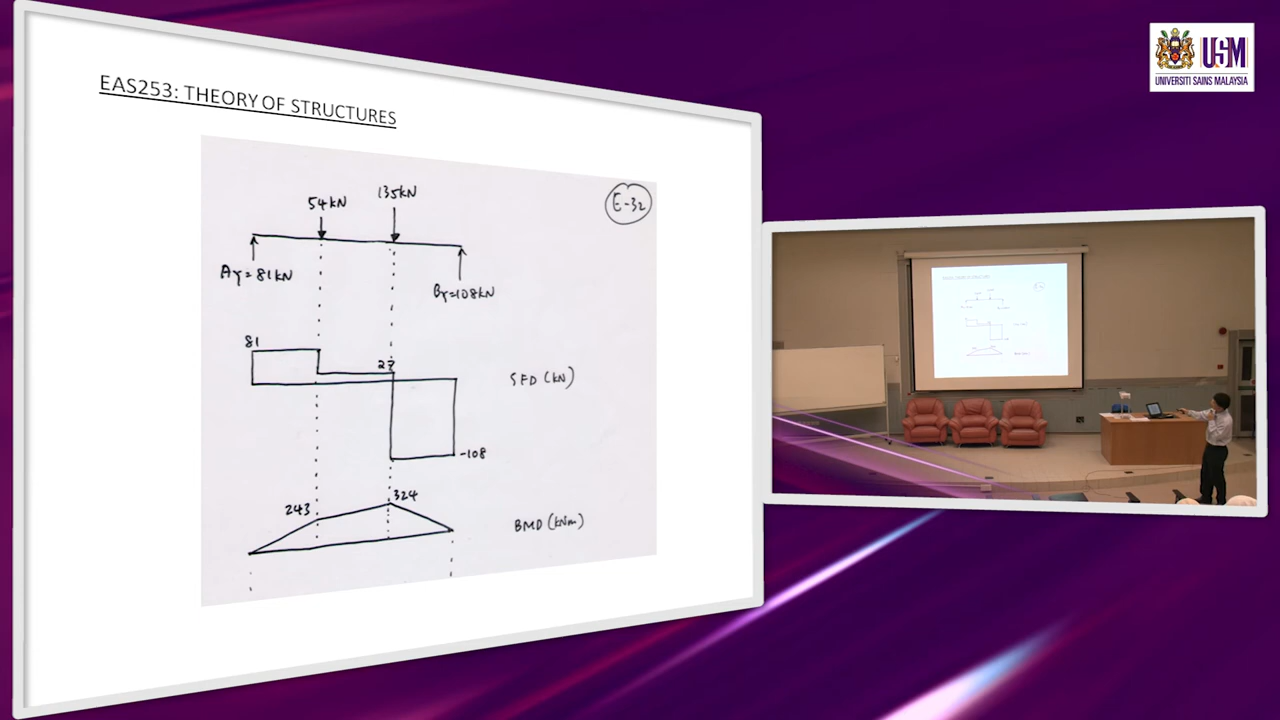 EAS253: THEORY OF STRUCTURES
E-32
54kN
135kN
Ay=81kN
By=108kN
81
27
SFD (kN)
-108
243
324
BMD (kNm)
USM
UNIVERSITI SAINS MALAYSIA